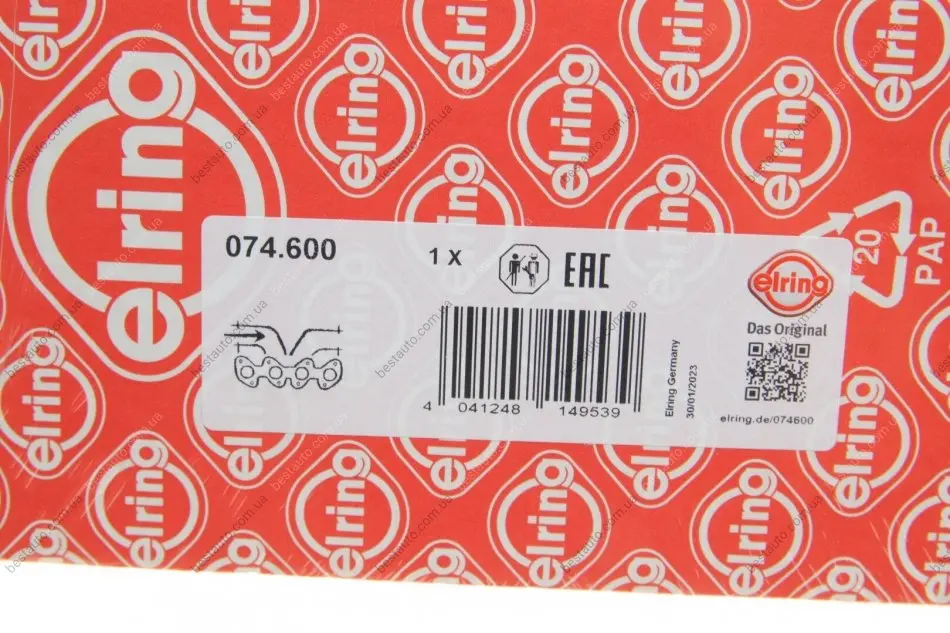 elring
074.600
1 X
EAC
elring
Das Original
4 041248 149539
Elring Germany
30/01/2023
elring.de/074600
20
PAP
bestauto.com.ua